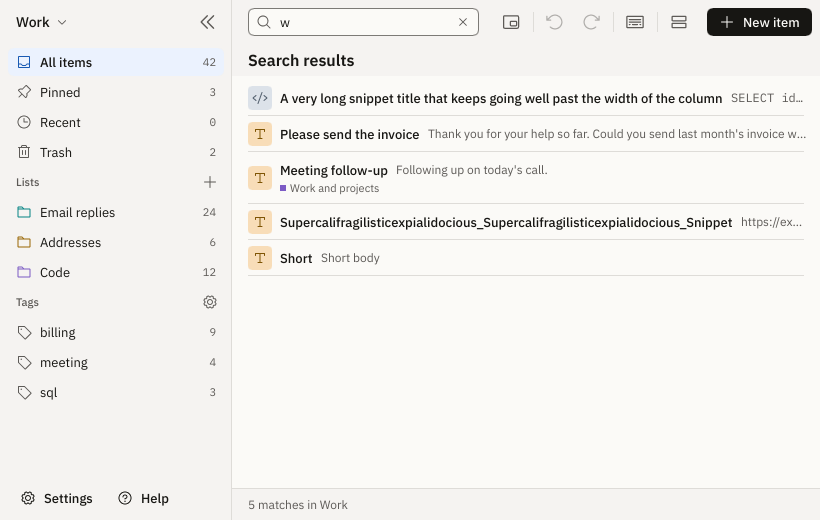 Work
All items 42
Pinned 3
Recent 0
Trash 2
Lists
Email replies 24
Addresses 6
Code 12
Tags
billing 9
meeting 4
sql 3
Settings Help
w
New item
Search results
</> A very long snippet title that keeps going well past the width of the column SELECT id…
T Please send the invoice Thank you for your help so far. Could you send last month's invoice w…
T Meeting follow-up Following up on today's call.
Work and projects
T Supercalifragilisticexpialidocious_Supercalifragilisticexpialidocious_Snippet https://ex…
T Short Short body
5 matches in Work